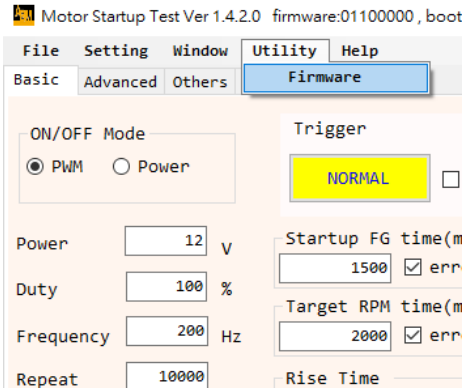 Motor Startup Test Ver 1.4.2.0 firmware:01100000 , boot
File Setting Window Utility Help
Firmware
Basic Advanced Others
ON/OFF Mode
PWM Power
Trigger
NORMAL
Power 12 V
Duty 100 %
Frequency 200 Hz
Repeat 10000
Startup FG time(m
1500 erro
Target RPM time(m
2000 erro
Rise Time